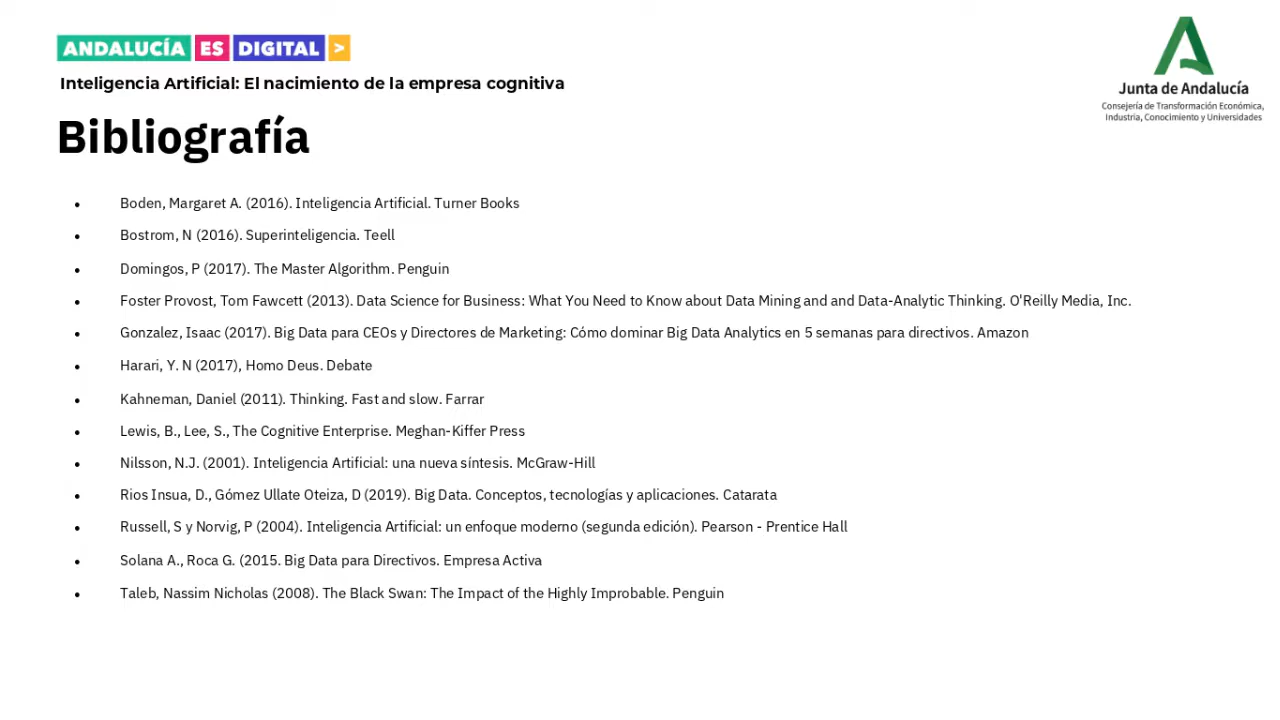 ANDALUCÍA ES DIGITAL >
Inteligencia Artificial: El nacimiento de la empresa cognitiva
Junta de Andalucía
Consejería de Transformación Económica,
Industria, Conocimiento y Universidades
Bibliografía
• Boden, Margaret A. (2016). Inteligencia Artificial. Turner Books
• Bostrom, N (2016). Superinteligencia. Teell
• Domingos, P (2017). The Master Algorithm. Penguin
• Foster Provost, Tom Fawcett (2013). Data Science for Business: What You Need to Know about Data Mining and and Data-Analytic Thinking. O'Reilly Media, Inc.
• Gonzalez, Isaac (2017). Big Data para CEOs y Directores de Marketing: Cómo dominar Big Data Analytics en 5 semanas para directivos. Amazon
• Harari, Y. N (2017), Homo Deus. Debate
• Kahneman, Daniel (2011). Thinking. Fast and slow. Farrar
• Lewis, B., Lee, S., The Cognitive Enterprise. Meghan-Kiffer Press
• Nilsson, N.J. (2001). Inteligencia Artificial: una nueva síntesis. McGraw-Hill
• Rios Insua, D., Gómez Ullate Oteiza, D (2019). Big Data. Conceptos, tecnologías y aplicaciones. Catarata
• Russell, S y Norvig, P (2004). Inteligencia Artificial: un enfoque moderno (segunda edición). Pearson - Prentice Hall
• Solana A., Roca G. (2015. Big Data para Directivos. Empresa Activa
• Taleb, Nassim Nicholas (2008). The Black Swan: The Impact of the Highly Improbable. Penguin